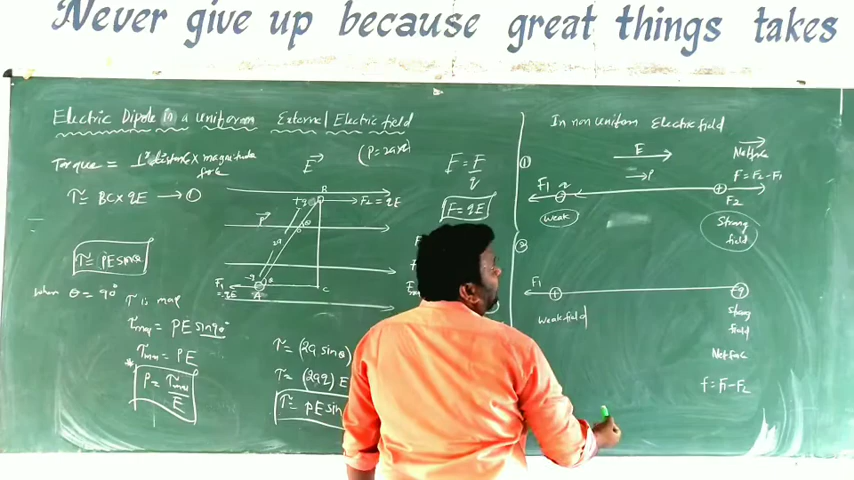 Never give up because great things takes
Electric Dipole in a uniform External Electric field
Torque = ⊥r distance × magnitude
force
τ = BC × qE → ①
τ = PE sinθ
when θ = 90°
τ is max
τmax = PE sin90°
τmax = PE
P = τmax / E
E
(P = 2a×q)
B
+q
F2 = qE
P
2a
θ
F1
= qE
-q
A
C
τ = (2a sinθ)
τ = (2aq) E
τ = PE sin
E = F/q
F = qE
In non uniform Electric field
①
E
P
Net force
F = F2 - F1
F1
+
F2
weak
Strong
field
②
F1
+
weak field
Strong
field
Net force
f = F1 - F2